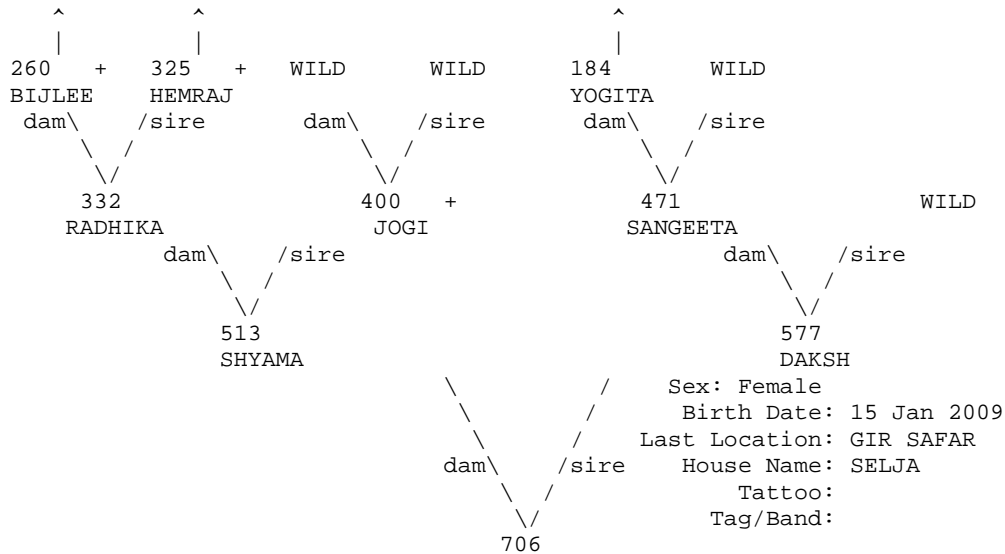 ^ ^ ^
| | |
260 + 325 + WILD WILD 184 WILD
BIJLEE HEMRAJ YOGITA
dam\ /sire dam\ /sire dam\ /sire
\ / \ / \ /
\/ \/ \/
332 400 + 471 WILD
RADHIKA JOGI SANGEETA
dam\ /sire dam\ /sire
\ / \ /
\/ \/
513 577
SHYAMA DAKSH
\ / Sex: Female
\ / Birth Date: 15 Jan 2009
\ / Last Location: GIR SAFAR
dam\ /sire House Name: SELJA
\ / Tattoo:
\/ Tag/Band:
706